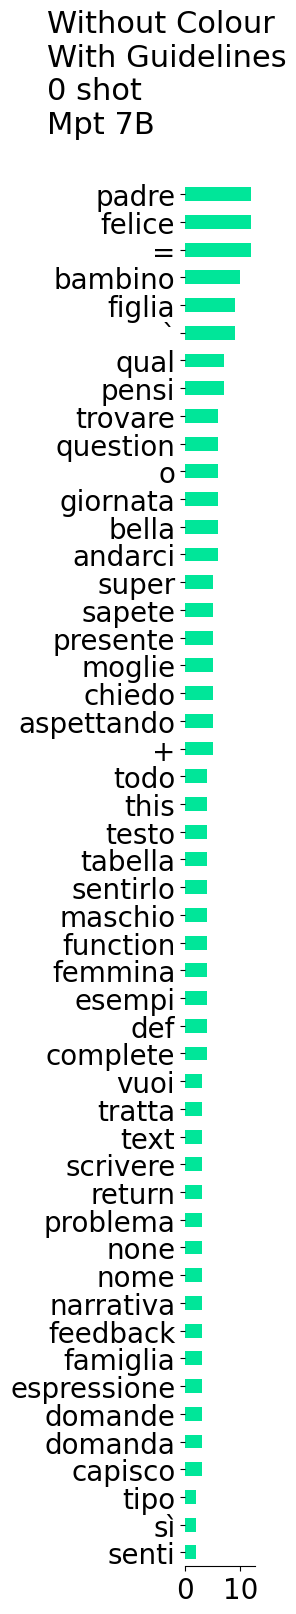 Without Colour
With Guidelines
0 shot
Mpt 7B
padre
felice
=
bambino
figlia
`
qual
pensi
trovare
question
o
giornata
bella
andarci
super
sapete
presente
moglie
chiedo
aspettando
+
todo
this
testo
tabella
sentirlo
maschio
function
femmina
esempi
def
complete
vuoi
tratta
text
scrivere
return
problema
none
nome
narrativa
feedback
famiglia
espressione
domande
domanda
capisco
tipo
sì
senti
0 10